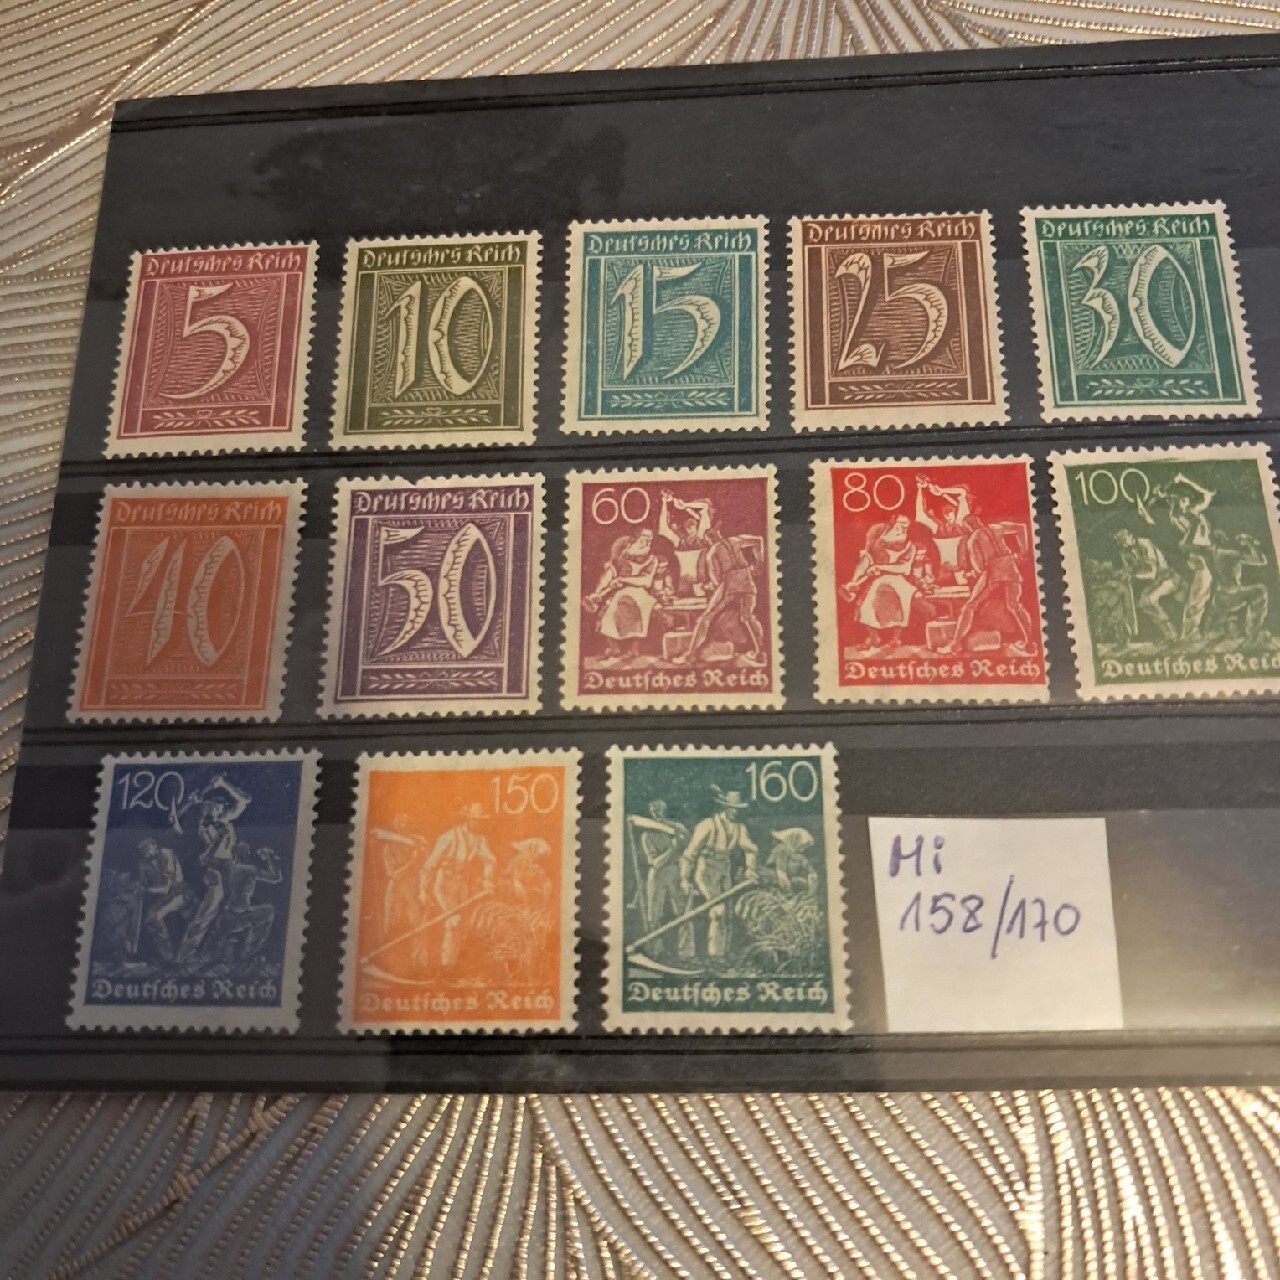 Deutsches Reich
5
Deutsches Reich
10
Deutsches Reich
15
Deutsches Reich
25
Deutsches Reich
30
Deutsches Reich
40
Deutsches Reich
50
60
Deutsches Reich
80
Deutsches Reich
100
Deutsches Reic
120
Deutsches Reich
150
Deutsches Reich
160
Deutsches Reich
Mi
158/170